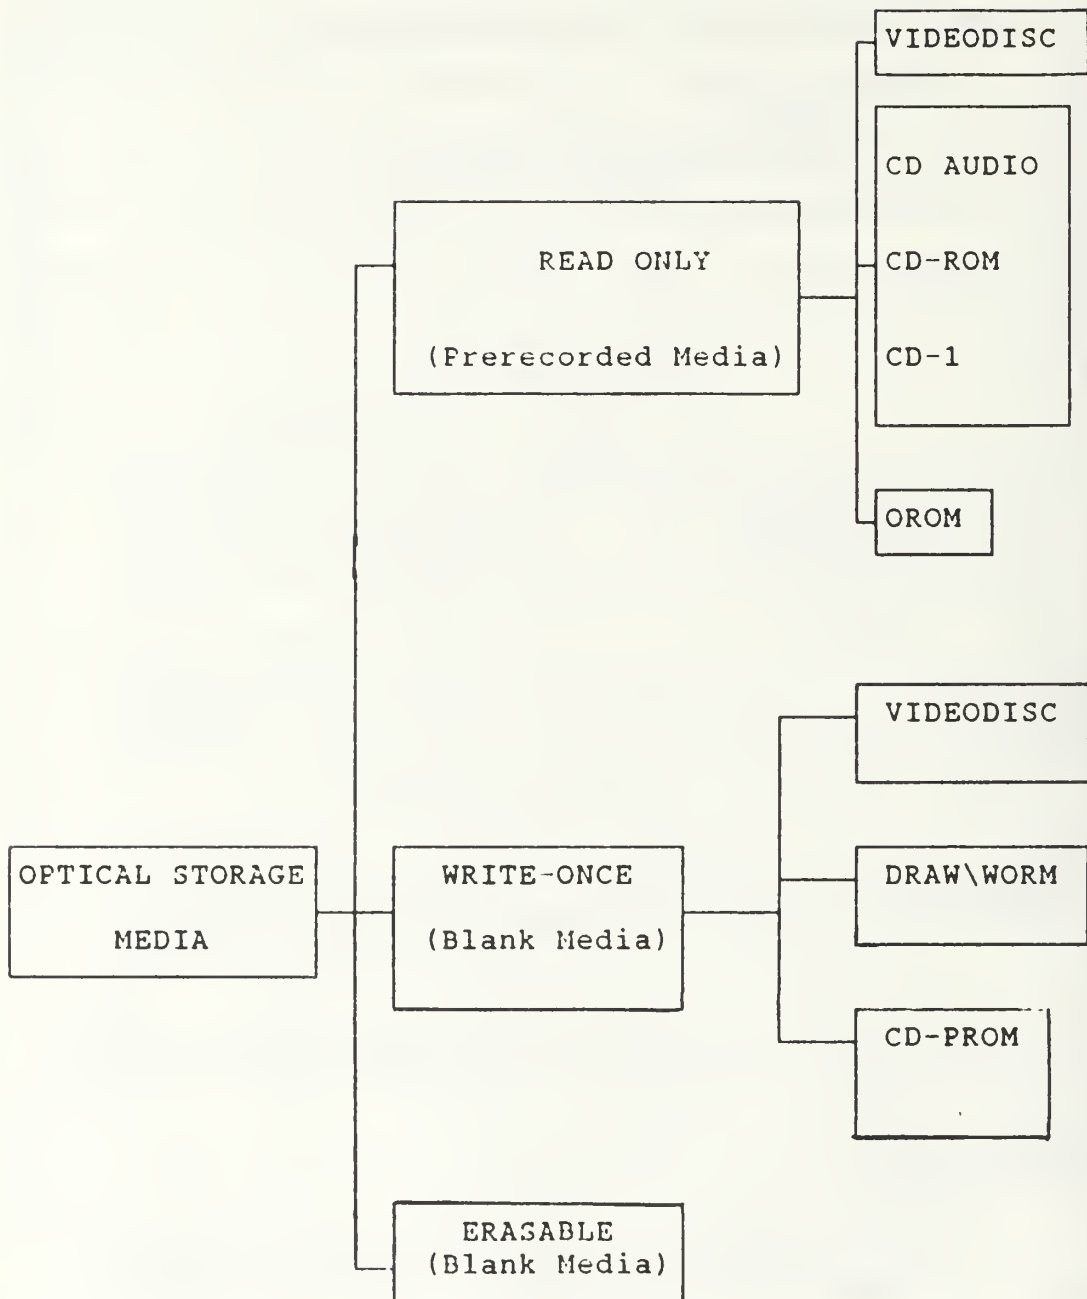 VIDEODISC
CD AUDIO
CD-ROM
CD-1
READ ONLY
(Prerecorded Media)
OROM
VIDEODISC
DRAW\WORM
CD-PROM
OPTICAL STORAGE
MEDIA
WRITE-ONCE
(Blank Media)
ERASABLE
(Blank Media)